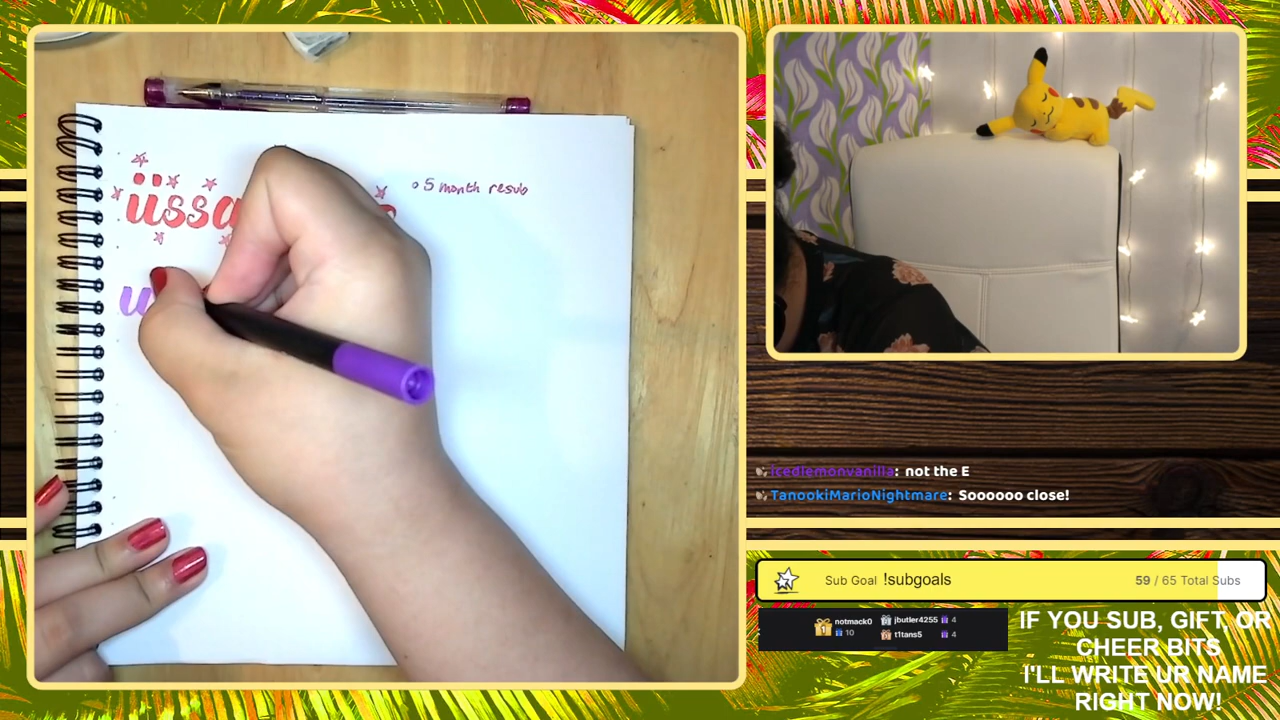 5 month resub
üssa
icedlemonvanilla: not the E
TanookiMarioNightmare: Soooooo close!
Sub Goal !subgoals 59 / 65 Total Subs
1 notmack0 10
jbutler4255 4
t1tans5 4
IF YOU SUB, GIFT, OR
CHEER BITS
I'LL WRITE UR NAME
RIGHT NOW!